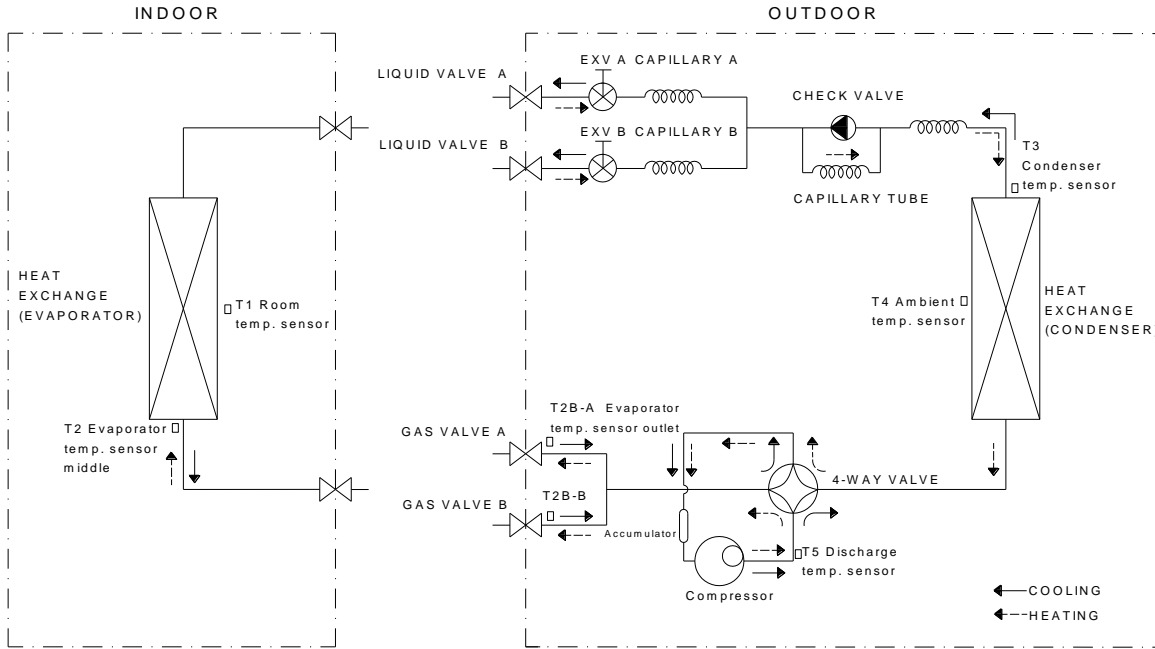 INDOOR
OUTDOOR
LIQUID VALVE A
EXV A CAPILLARY A
LIQUID VALVE B
EXV B CAPILLARY B
CHECK VALVE
CAPILLARY TUBE
T3
Condenser
temp. sensor
HEAT
EXCHANGE
(EVAPORATOR)
T1 Room
temp. sensor
T4 Ambient
temp. sensor
HEAT
EXCHANGE
(CONDENSER)
T2 Evaporator
temp. sensor
middle
GAS VALVE A
T2B-A Evaporator
temp. sensor outlet
GAS VALVE B
T2B-B
4-WAY VALVE
Accumulator
Compressor
T5 Discharge
temp. sensor
COOLING
HEATING